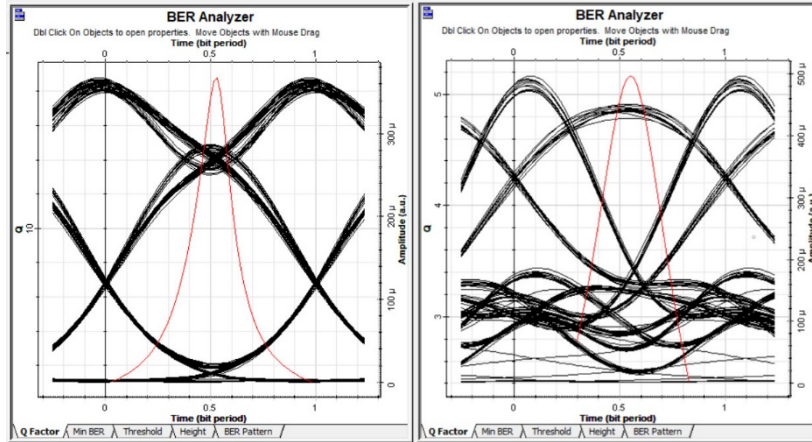 BER Analyzer
Dbl Click On Objects to open properties. Move Objects with Mouse Drag
Time (bit period)
0 0.5 1
Q
10
Amplitude (a.u.)
300 µ
200 µ
100 µ
0
0 0.5 1
Time (bit period)
Q Factor Min BER Threshold Height BER Pattern
BER Analyzer
Dbl Click On Objects to open properties. Move Objects with Mouse Drag
Time (bit period)
0 0.5 1
Q
5
4
3
Amplitude (a.u.)
500 µ
400 µ
300 µ
200 µ
100 µ
0
0 0.5 1
Time (bit period)
Q Factor Min BER Threshold Height BER Pattern